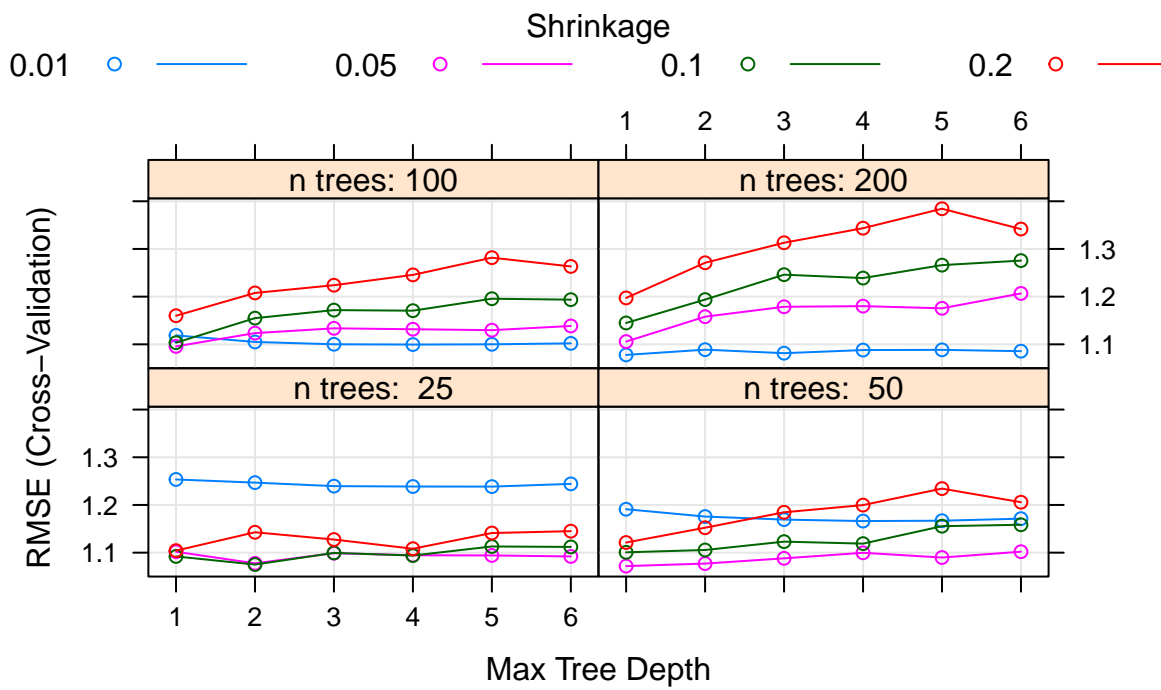 Shrinkage
0.01 0.05 0.1 0.2
1 2 3 4 5 6
n trees: 100 n trees: 200
1.3
1.2
1.1
n trees: 25 n trees: 50
1.3
1.2
1.1
1 2 3 4 5 6
RMSE (Cross−Validation)
Max Tree Depth